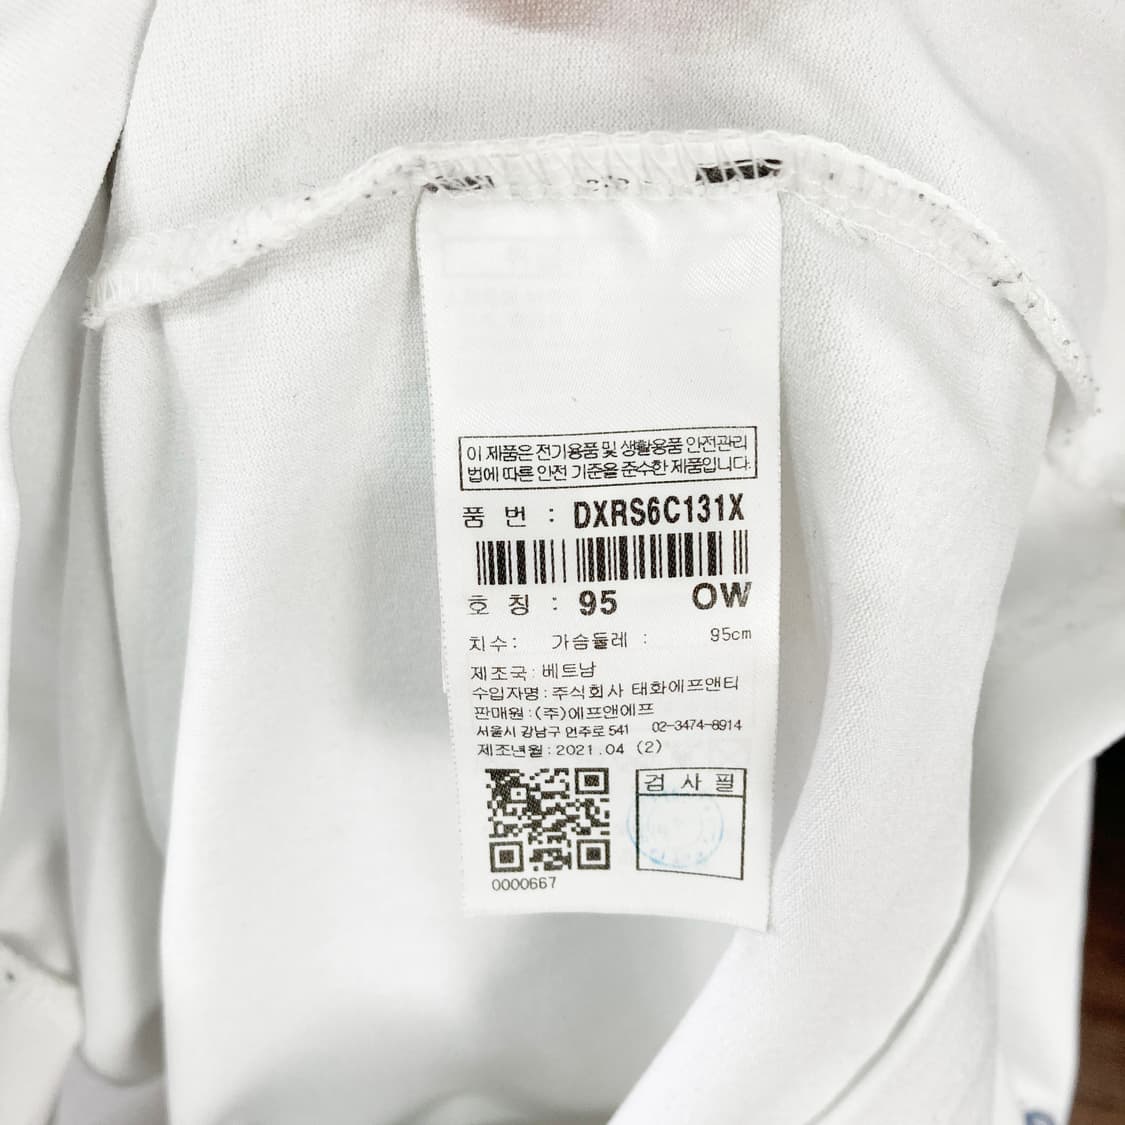 이 제품은 전기용품 및 생활용품 안전관리
법에 따른 안전 기준을 준수한 제품입니다.
품 번 : DXRS6C131X
호 칭 : 95 OW
치수: 가슴둘레 : 95cm
제조국: 베트남
수입자명: 주식회사 태화에프앤티
판매원:(주)에프앤에프
서울시 강남구 언주로 541 02-3474-8914
제조년월:2021.04 (2)
검 사 필
0000667